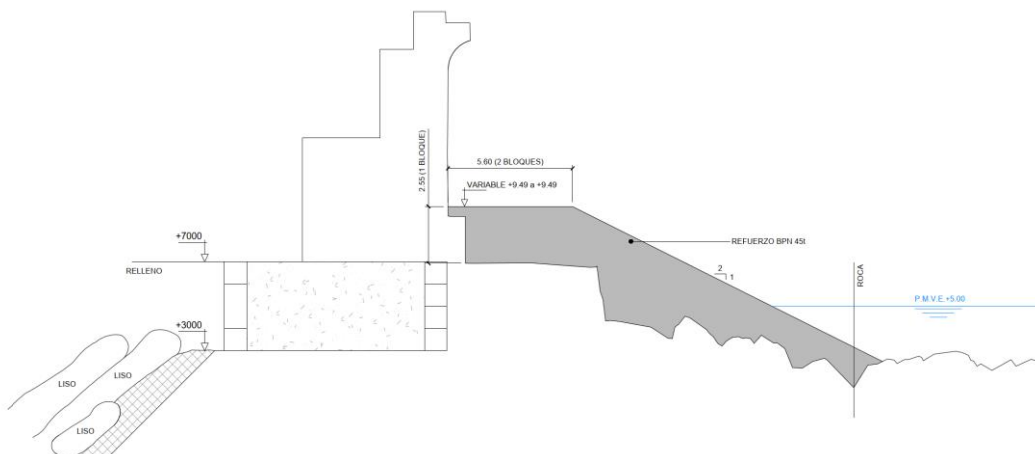 5.60 (2 BLOQUES)
2.55 (1 BLOQUE)
VARIABLE +9.49 a +9.49
+7000
RELLENO
REFUERZO BPN 45t
2
1
ROCA
P.M.V.E.+5.00
+3000
LISO
LISO
LISO